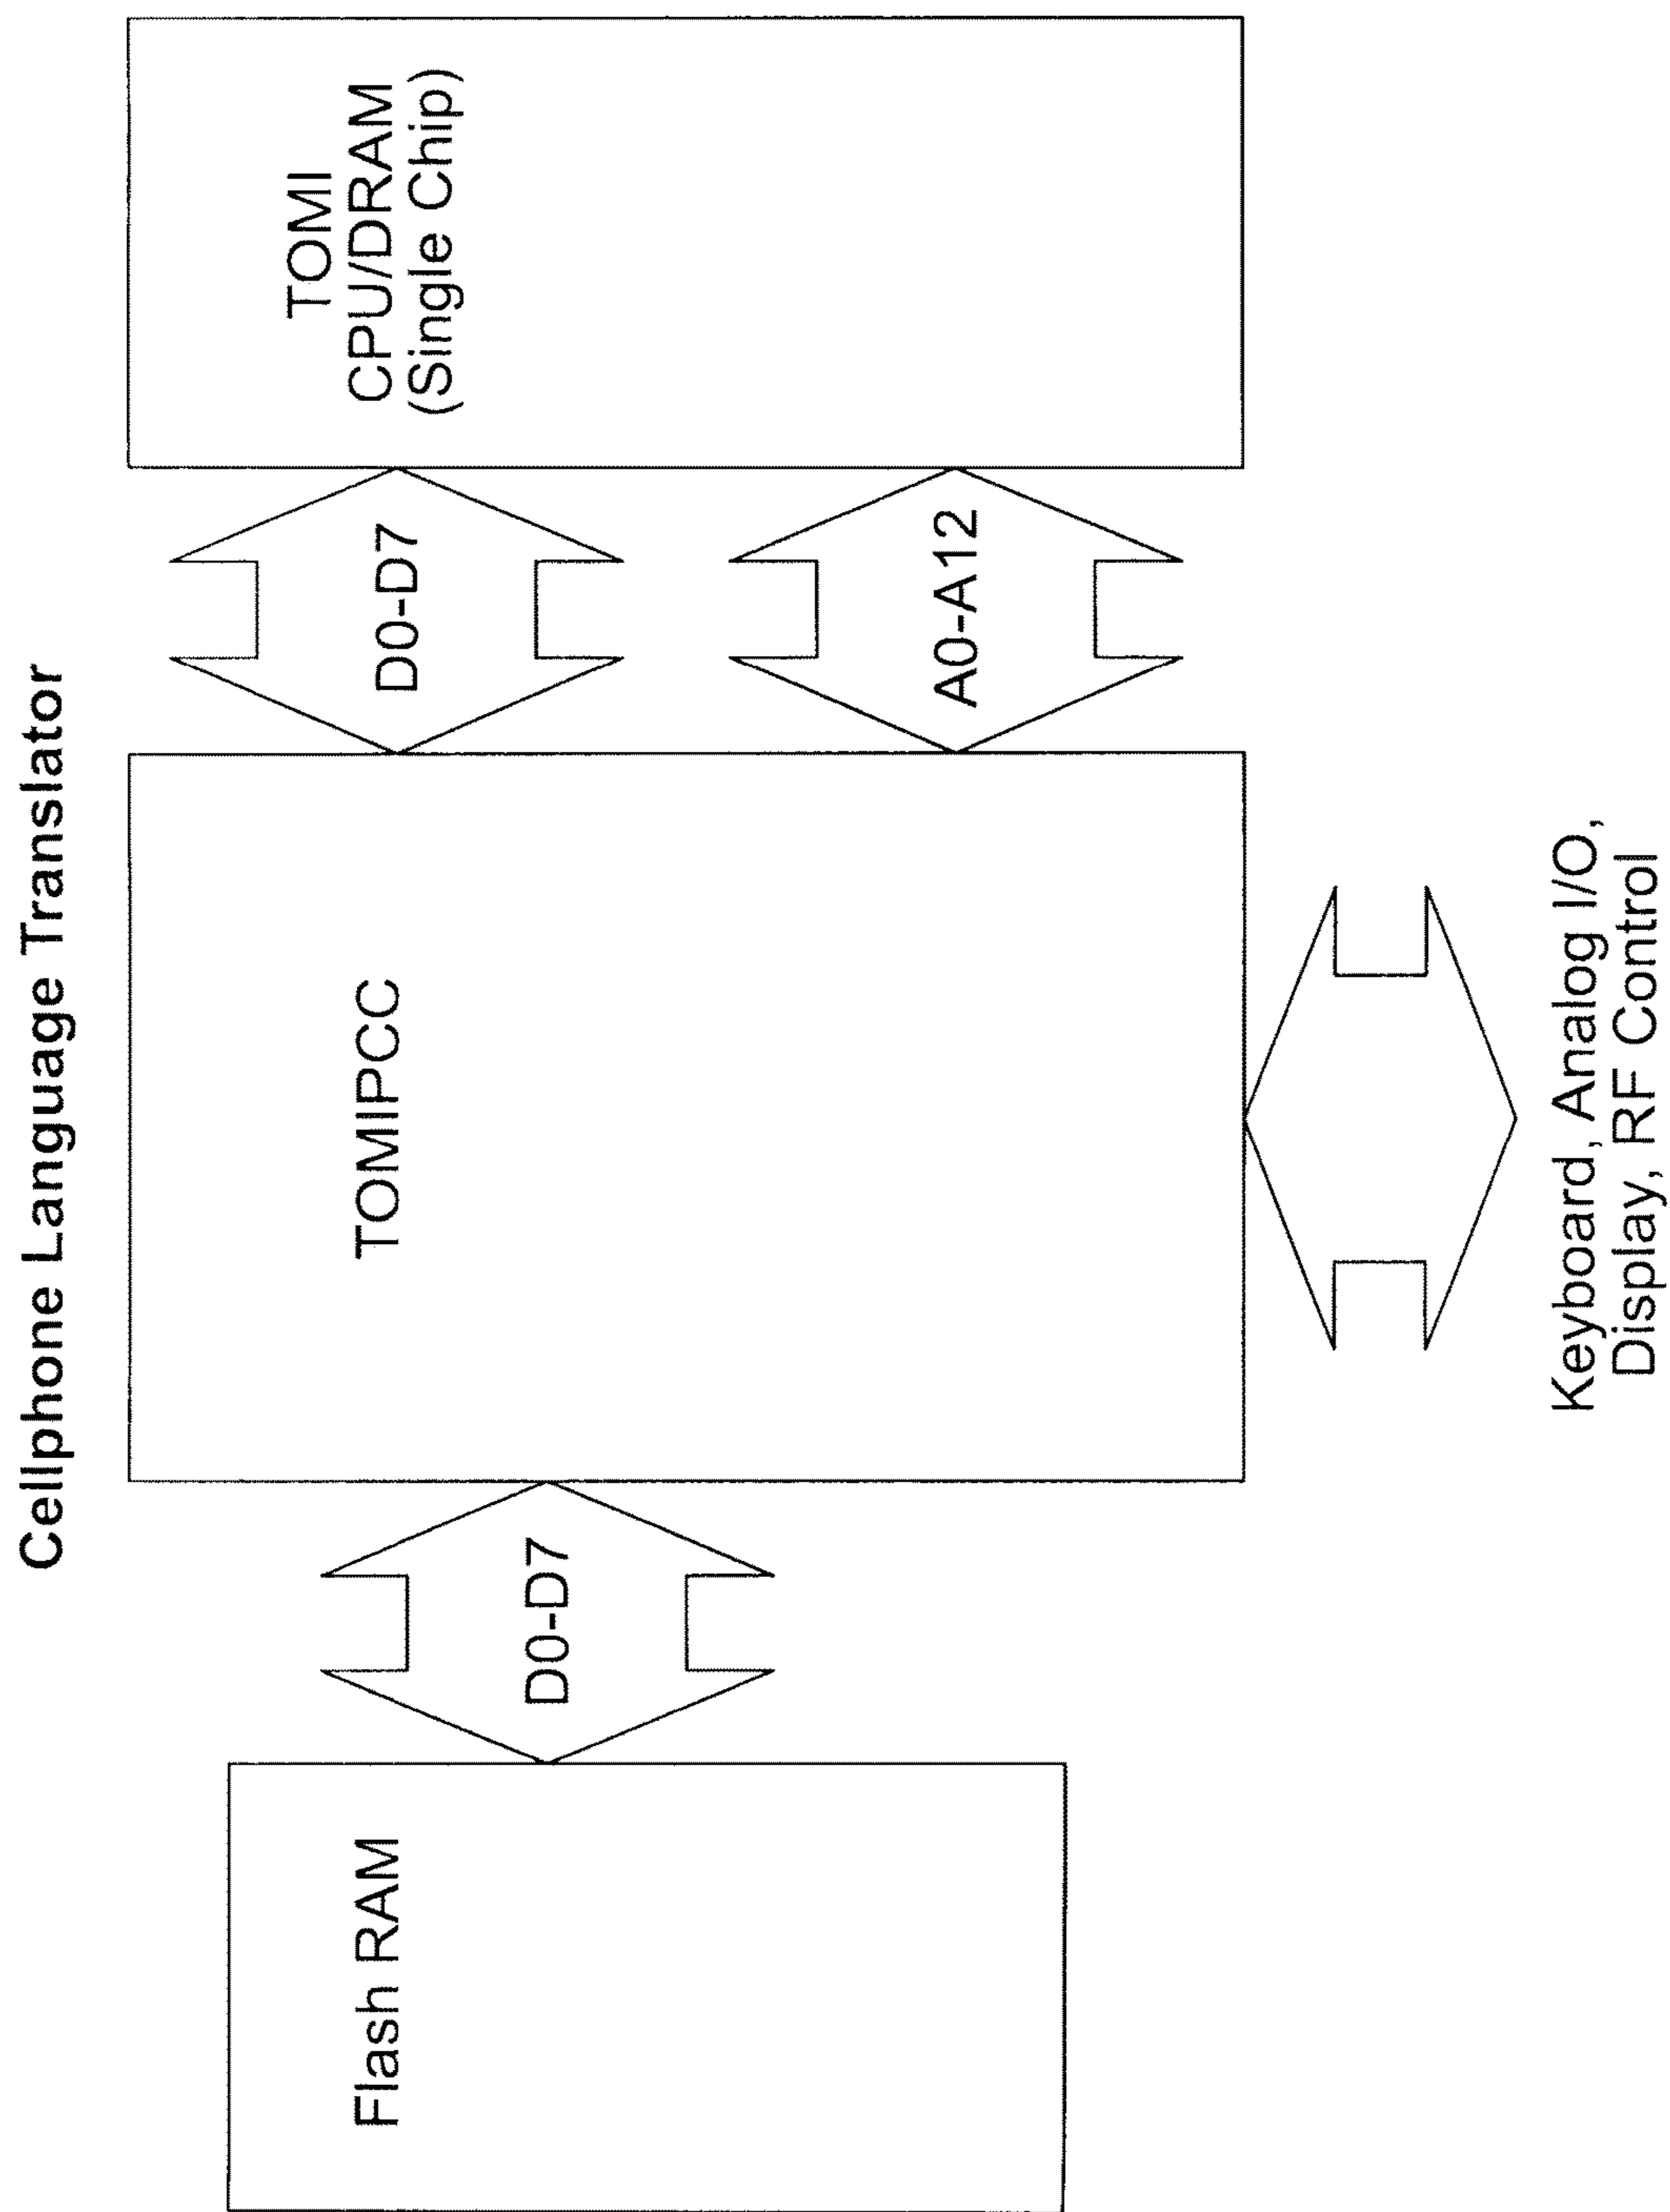 Cellphone Language Translator
Flash RAM
D0-D7
TOMIPCC
D0-D7
A0-A12
TOMI
CPU/DRAM
(Single Chip)
Keyboard, Analog I/O,
Display, RF Control